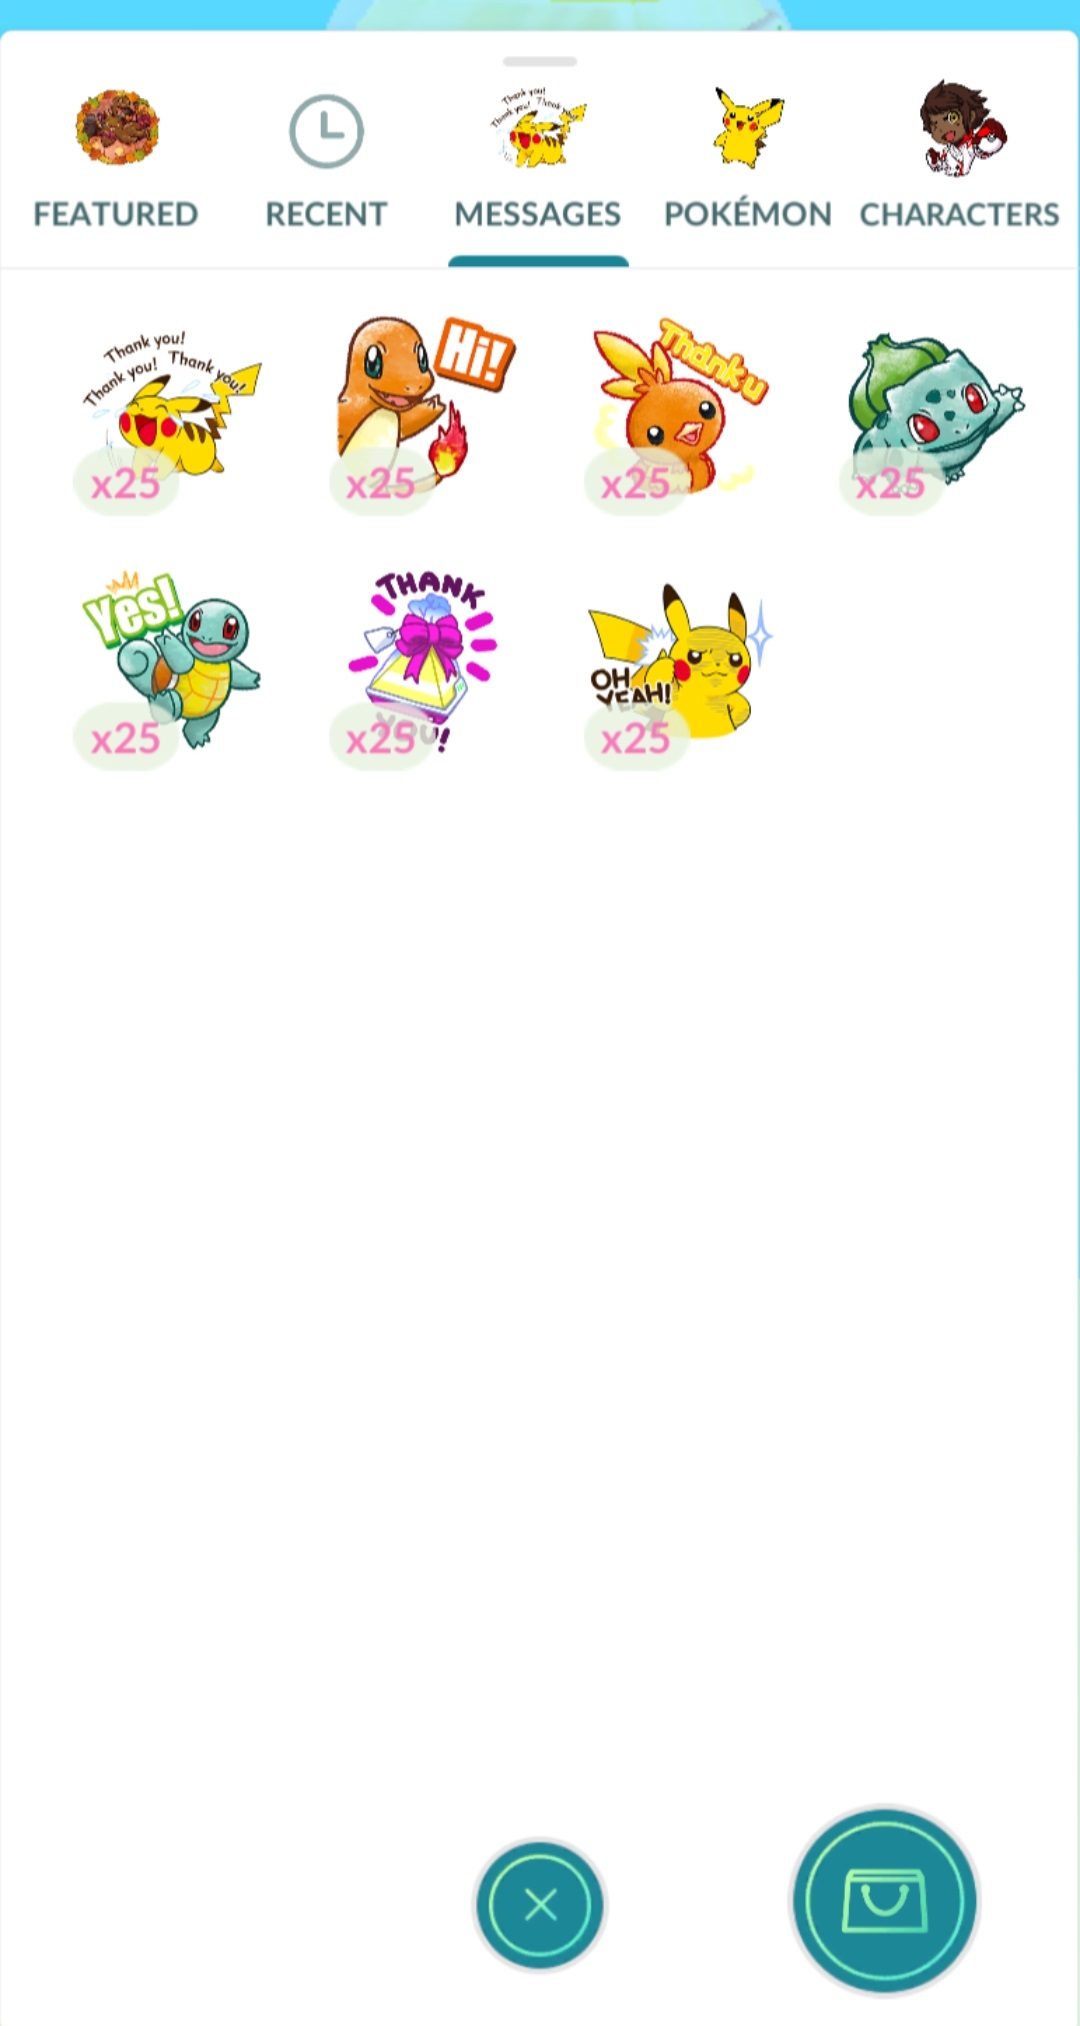 FEATURED RECENT MESSAGES POKÉMON CHARACTERS
Thank you!
Thank you! Thank you!
Hi!
Thank u
x25 x25 x25 x25
Yes!
THANK
YOU!
OH
YEAH!
x25 x25 x25